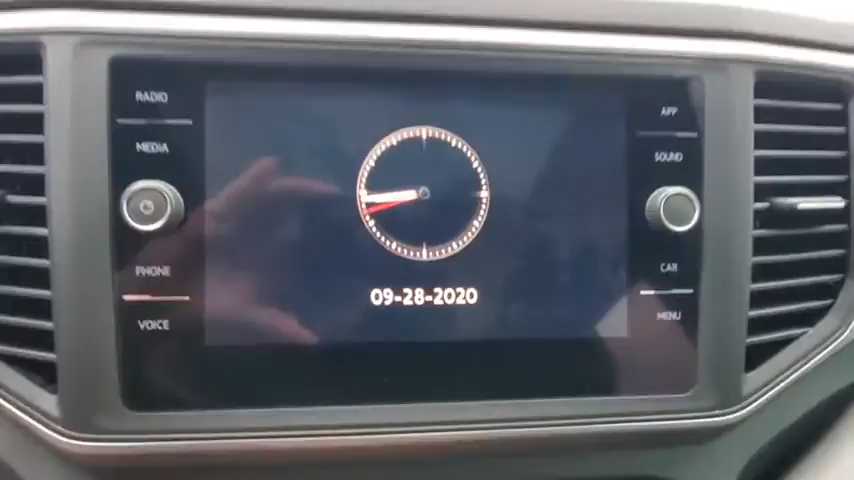 RADIO
MEDIA
PHONE
VOICE
09-28-2020
APP
SOUND
CAR
MENU